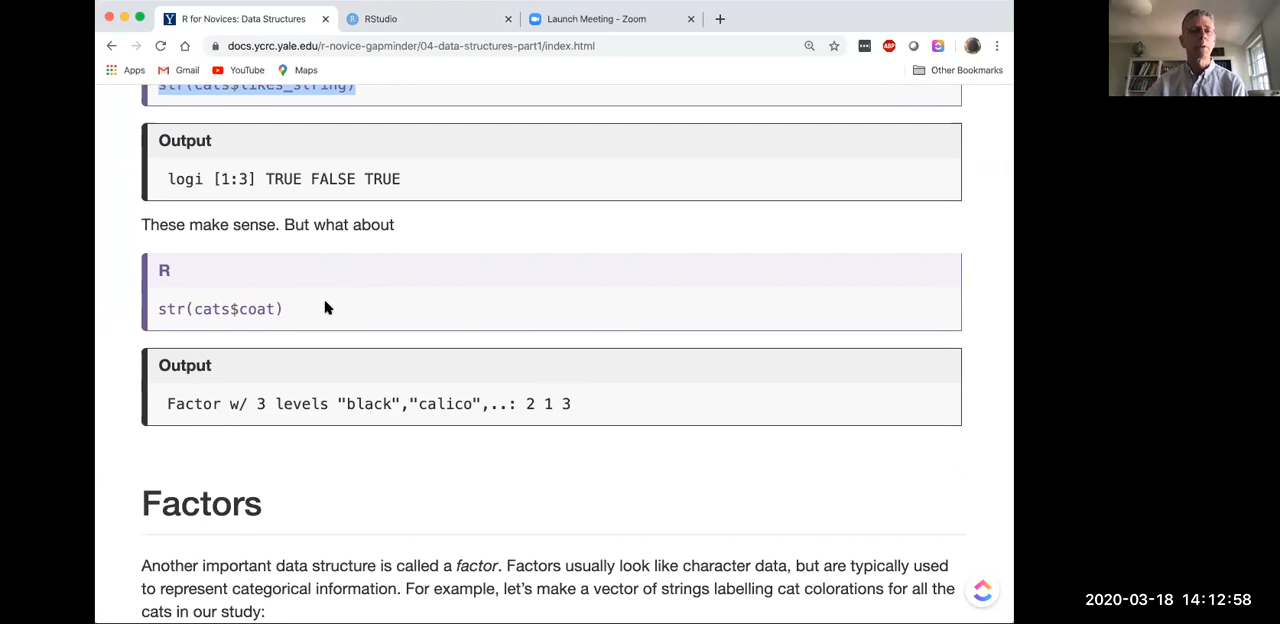 R for Novices: Data Structures
RStudio
Launch Meeting - Zoom
docs.ycrc.yale.edu/r-novice-gapminder/04-data-structures-part1/index.html
ABP
Apps
Gmail
YouTube
Maps
Other Bookmarks
str(cats$likes_string)
Output
logi [1:3] TRUE FALSE TRUE
These make sense. But what about
R
str(cats$coat)
Output
Factor w/ 3 levels "black","calico",..: 2 1 3
Factors
Another important data structure is called a factor. Factors usually look like character data, but are typically used
to represent categorical information. For example, let's make a vector of strings labelling cat colorations for all the
cats in our study:
2020-03-18 14:12:58